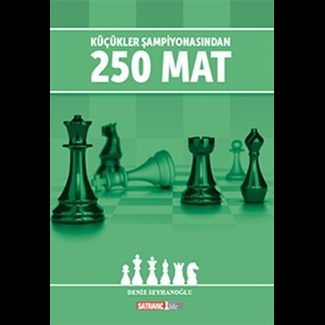 KÜÇÜKLER ŞAMPİYONASINDAN
250 MAT
DENİZ SEYHANOĞLU
SATRANÇ